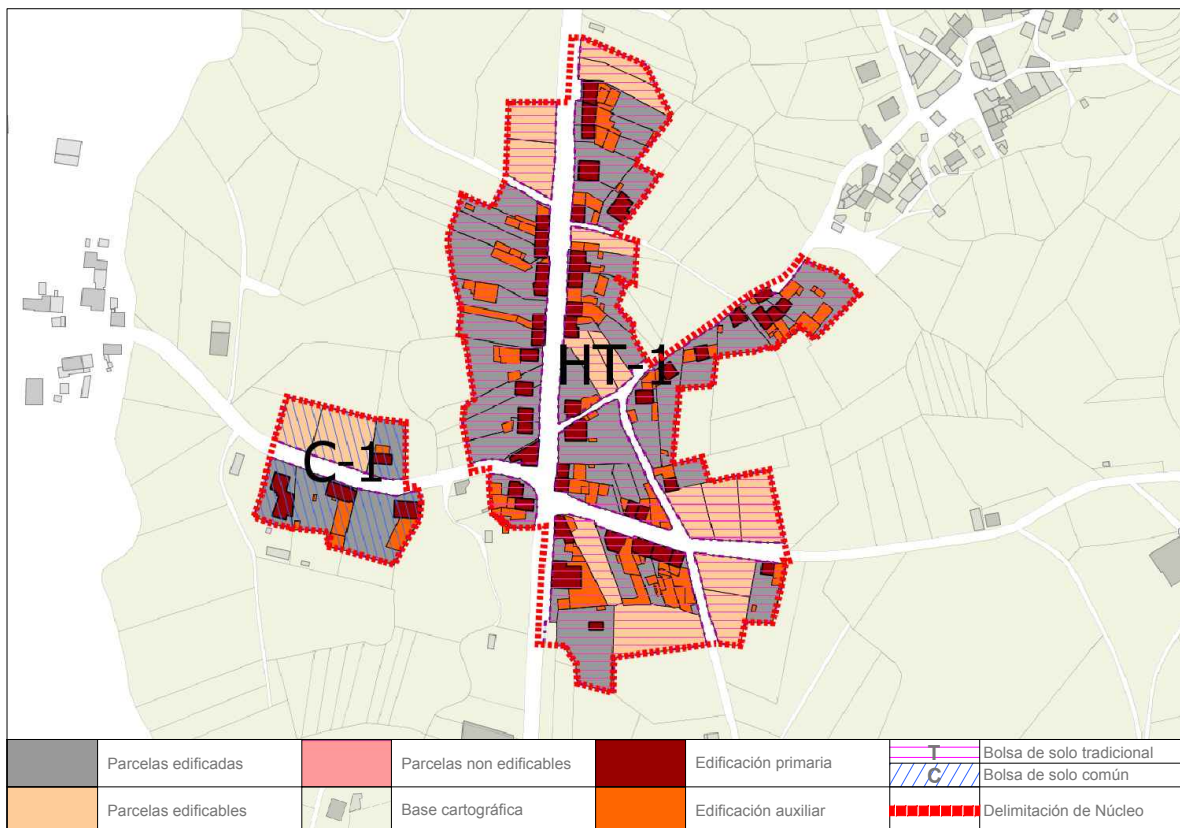 HT-1
C-1
Parcelas edificadas
Parcelas non edificables
Edificación primaria
T
Bolsa de solo tradicional
C
Bolsa de solo común
Parcelas edificables
Base cartográfica
Edificación auxiliar
Delimitación de Núcleo